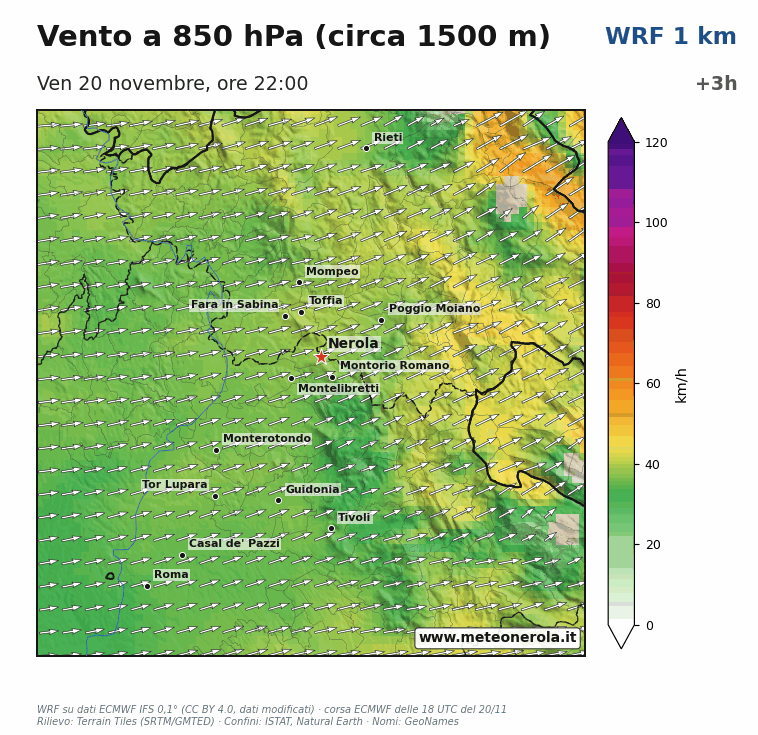 Vento a 850 hPa (circa 1500 m)
WRF 1 km
Ven 20 novembre, ore 22:00
+3h
Rieti
Mompeo
Fara in Sabina
Toffia
Poggio Moiano
Nerola
Montorio Romano
Montelibretti
Monterotondo
Tor Lupara
Guidonia
Tivoli
Casal de' Pazzi
Roma
www.meteonerola.it
120
100
80
60
40
20
0
km/h
WRF su dati ECMWF IFS 0,1° (CC BY 4.0, dati modificati) · corsa ECMWF delle 18 UTC del 20/11
Rilievo: Terrain Tiles (SRTM/GMTED) · Confini: ISTAT, Natural Earth · Nomi: GeoNames